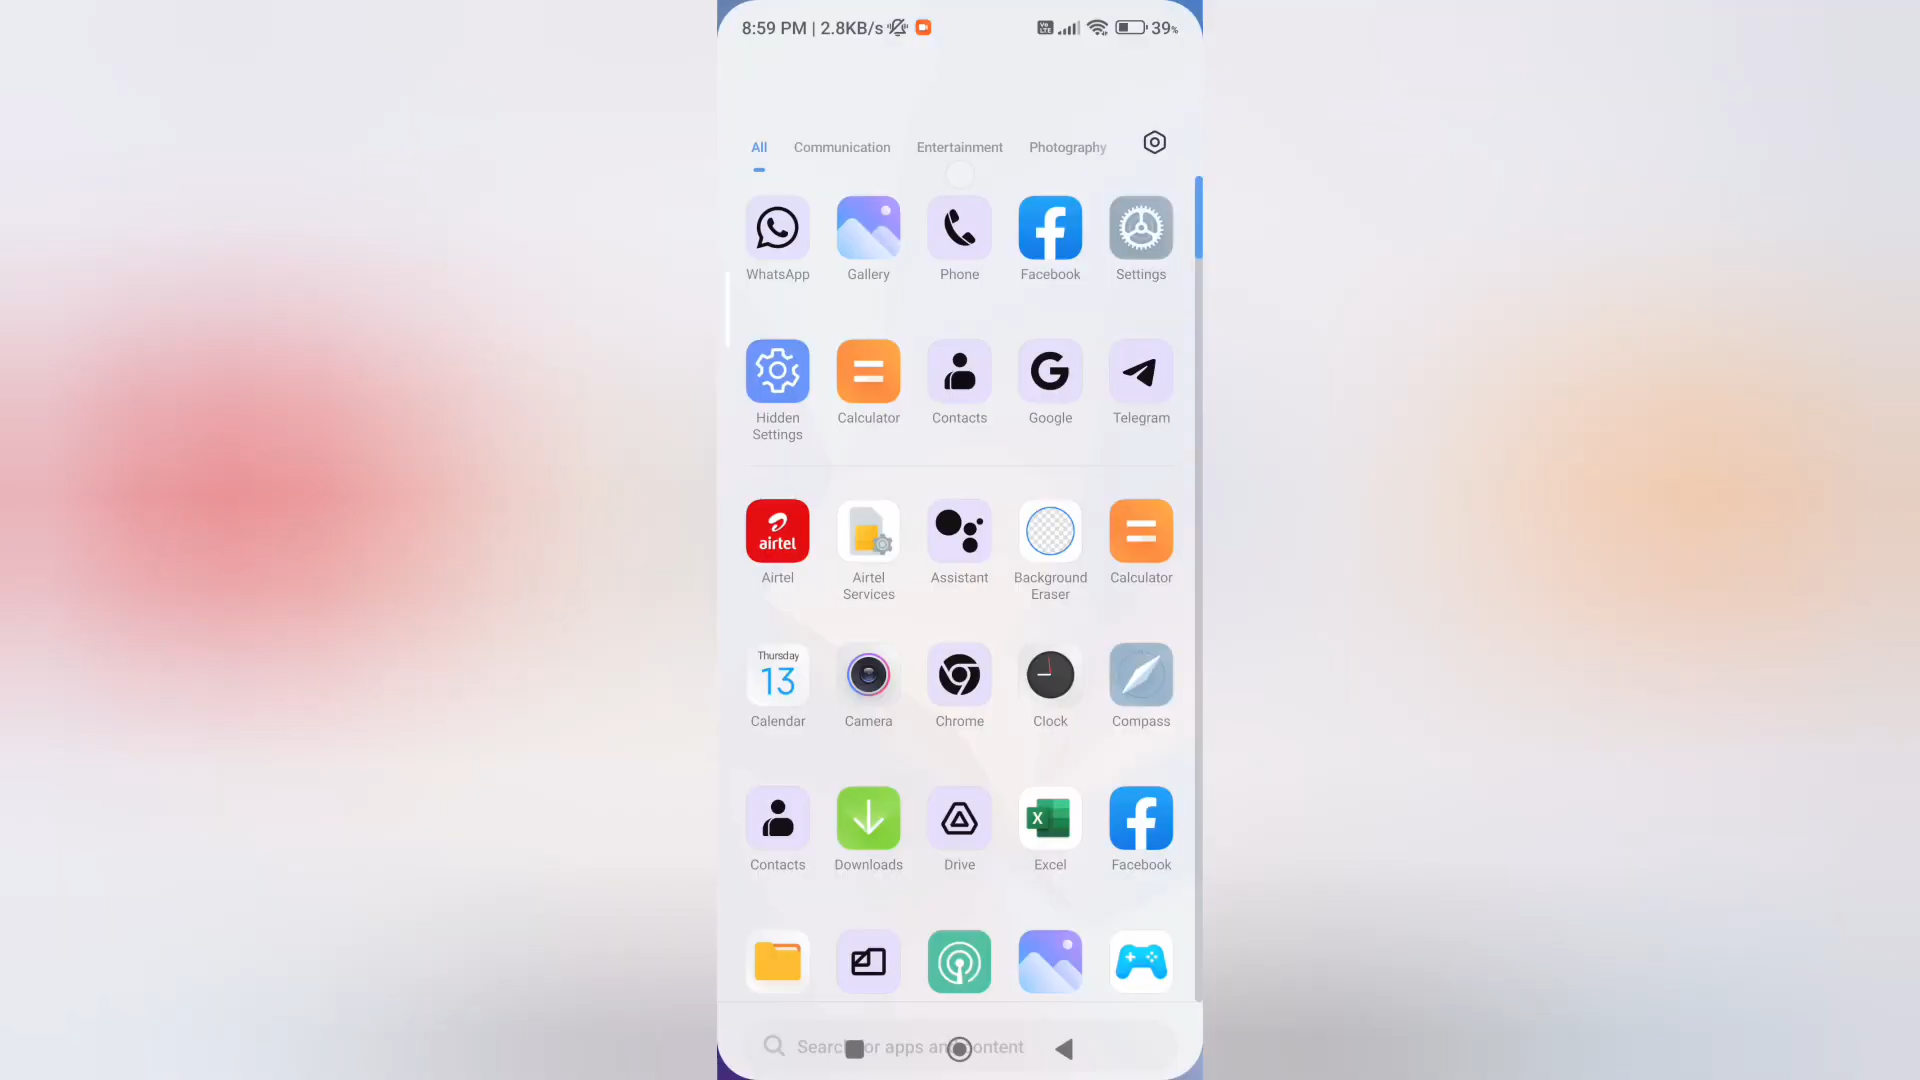 8:59 PM | 2.8KB/s 39%
All Communication Entertainment Photography
WhatsApp Gallery Phone Facebook Settings
Hidden Settings Calculator Contacts Google Telegram
airtel
Airtel Airtel Services Assistant Background Eraser Calculator
Thursday
13
Calendar Camera Chrome Clock Compass
Contacts Downloads Drive Excel Facebook
Search for apps and content